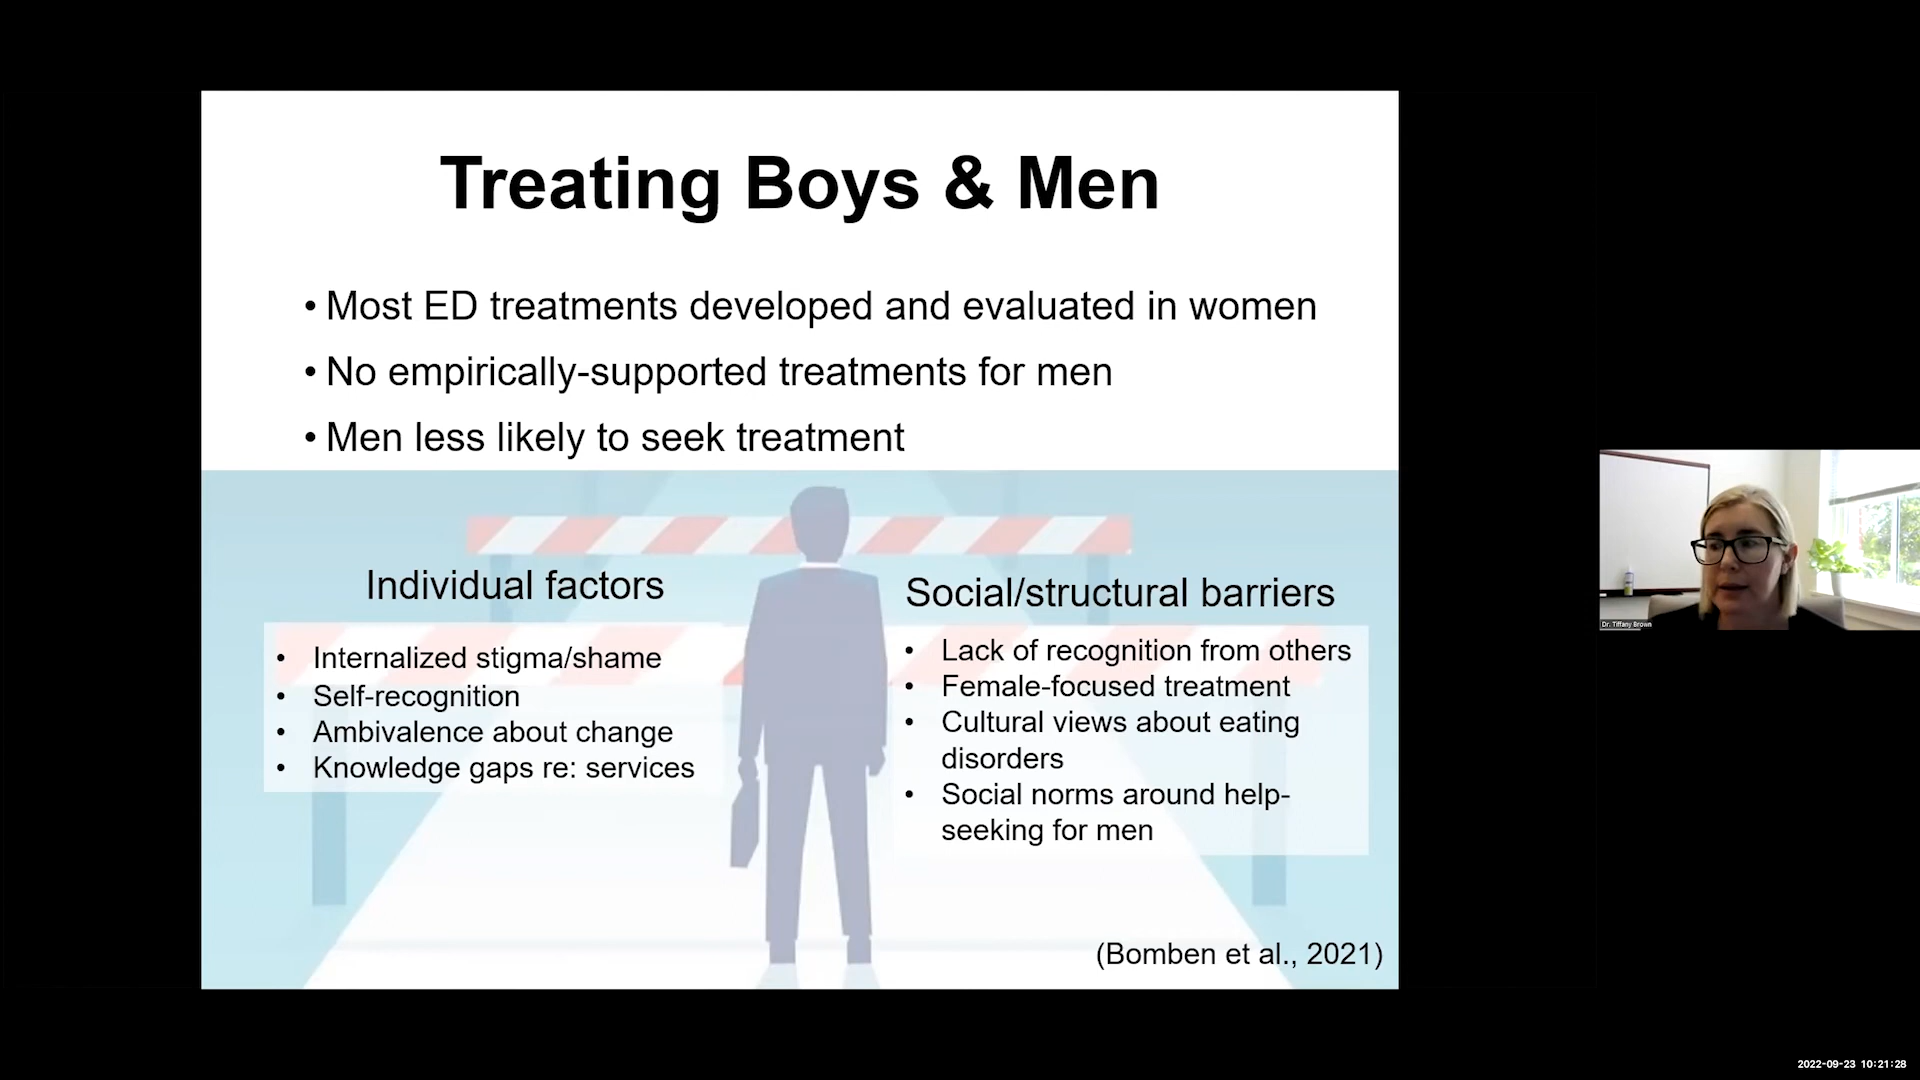 Treating Boys & Men
• Most ED treatments developed and evaluated in women
• No empirically-supported treatments for men
• Men less likely to seek treatment
Individual factors
• Internalized stigma/shame
• Self-recognition
• Ambivalence about change
• Knowledge gaps re: services
Social/structural barriers
• Lack of recognition from others
• Female-focused treatment
• Cultural views about eating
disorders
• Social norms around help-
seeking for men
(Bomben et al., 2021)
Dr. Tiffany Brown
2022-09-23 10:21:28